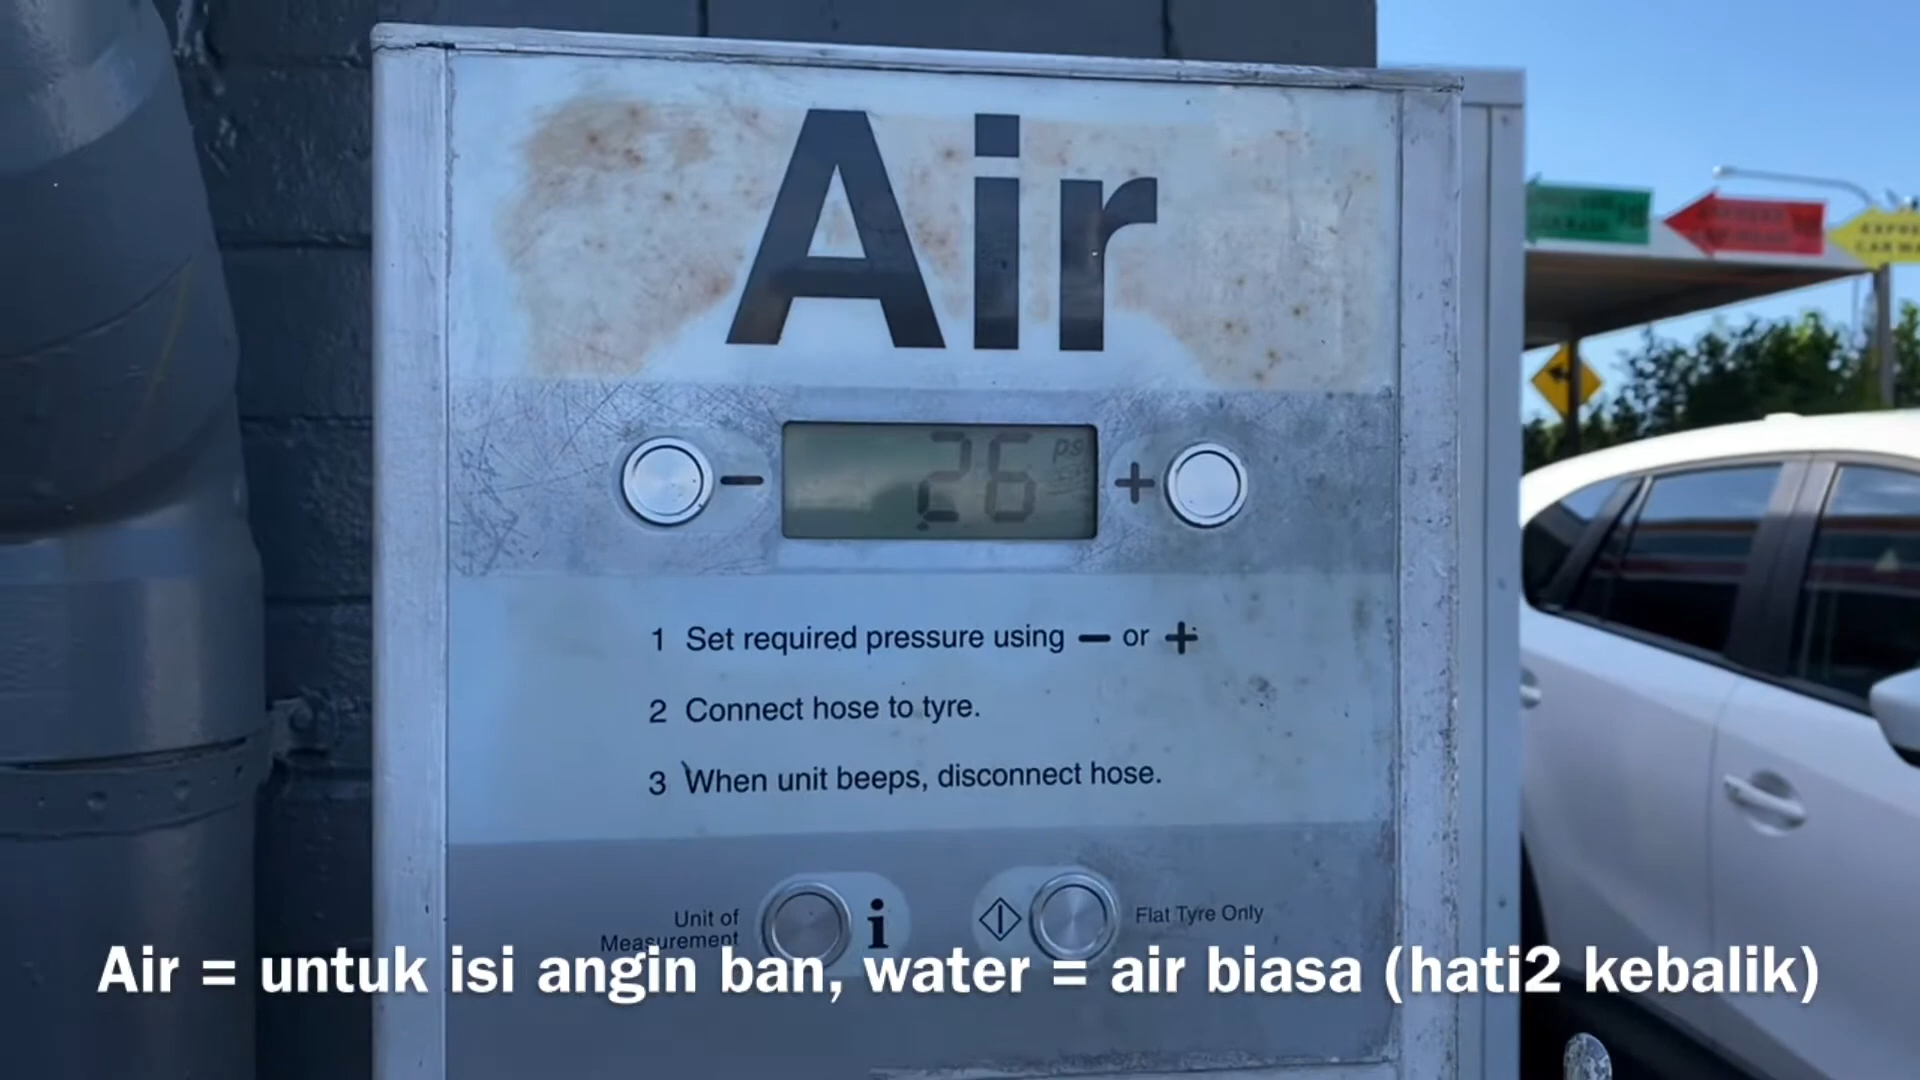 Air
26 psi
− +
1 Set required pressure using − or +
2 Connect hose to tyre.
3 When unit beeps, disconnect hose.
Unit of
Measurement
i
Flat Tyre Only
Air = untuk isi angin ban, water = air biasa (hati2 kebalik)